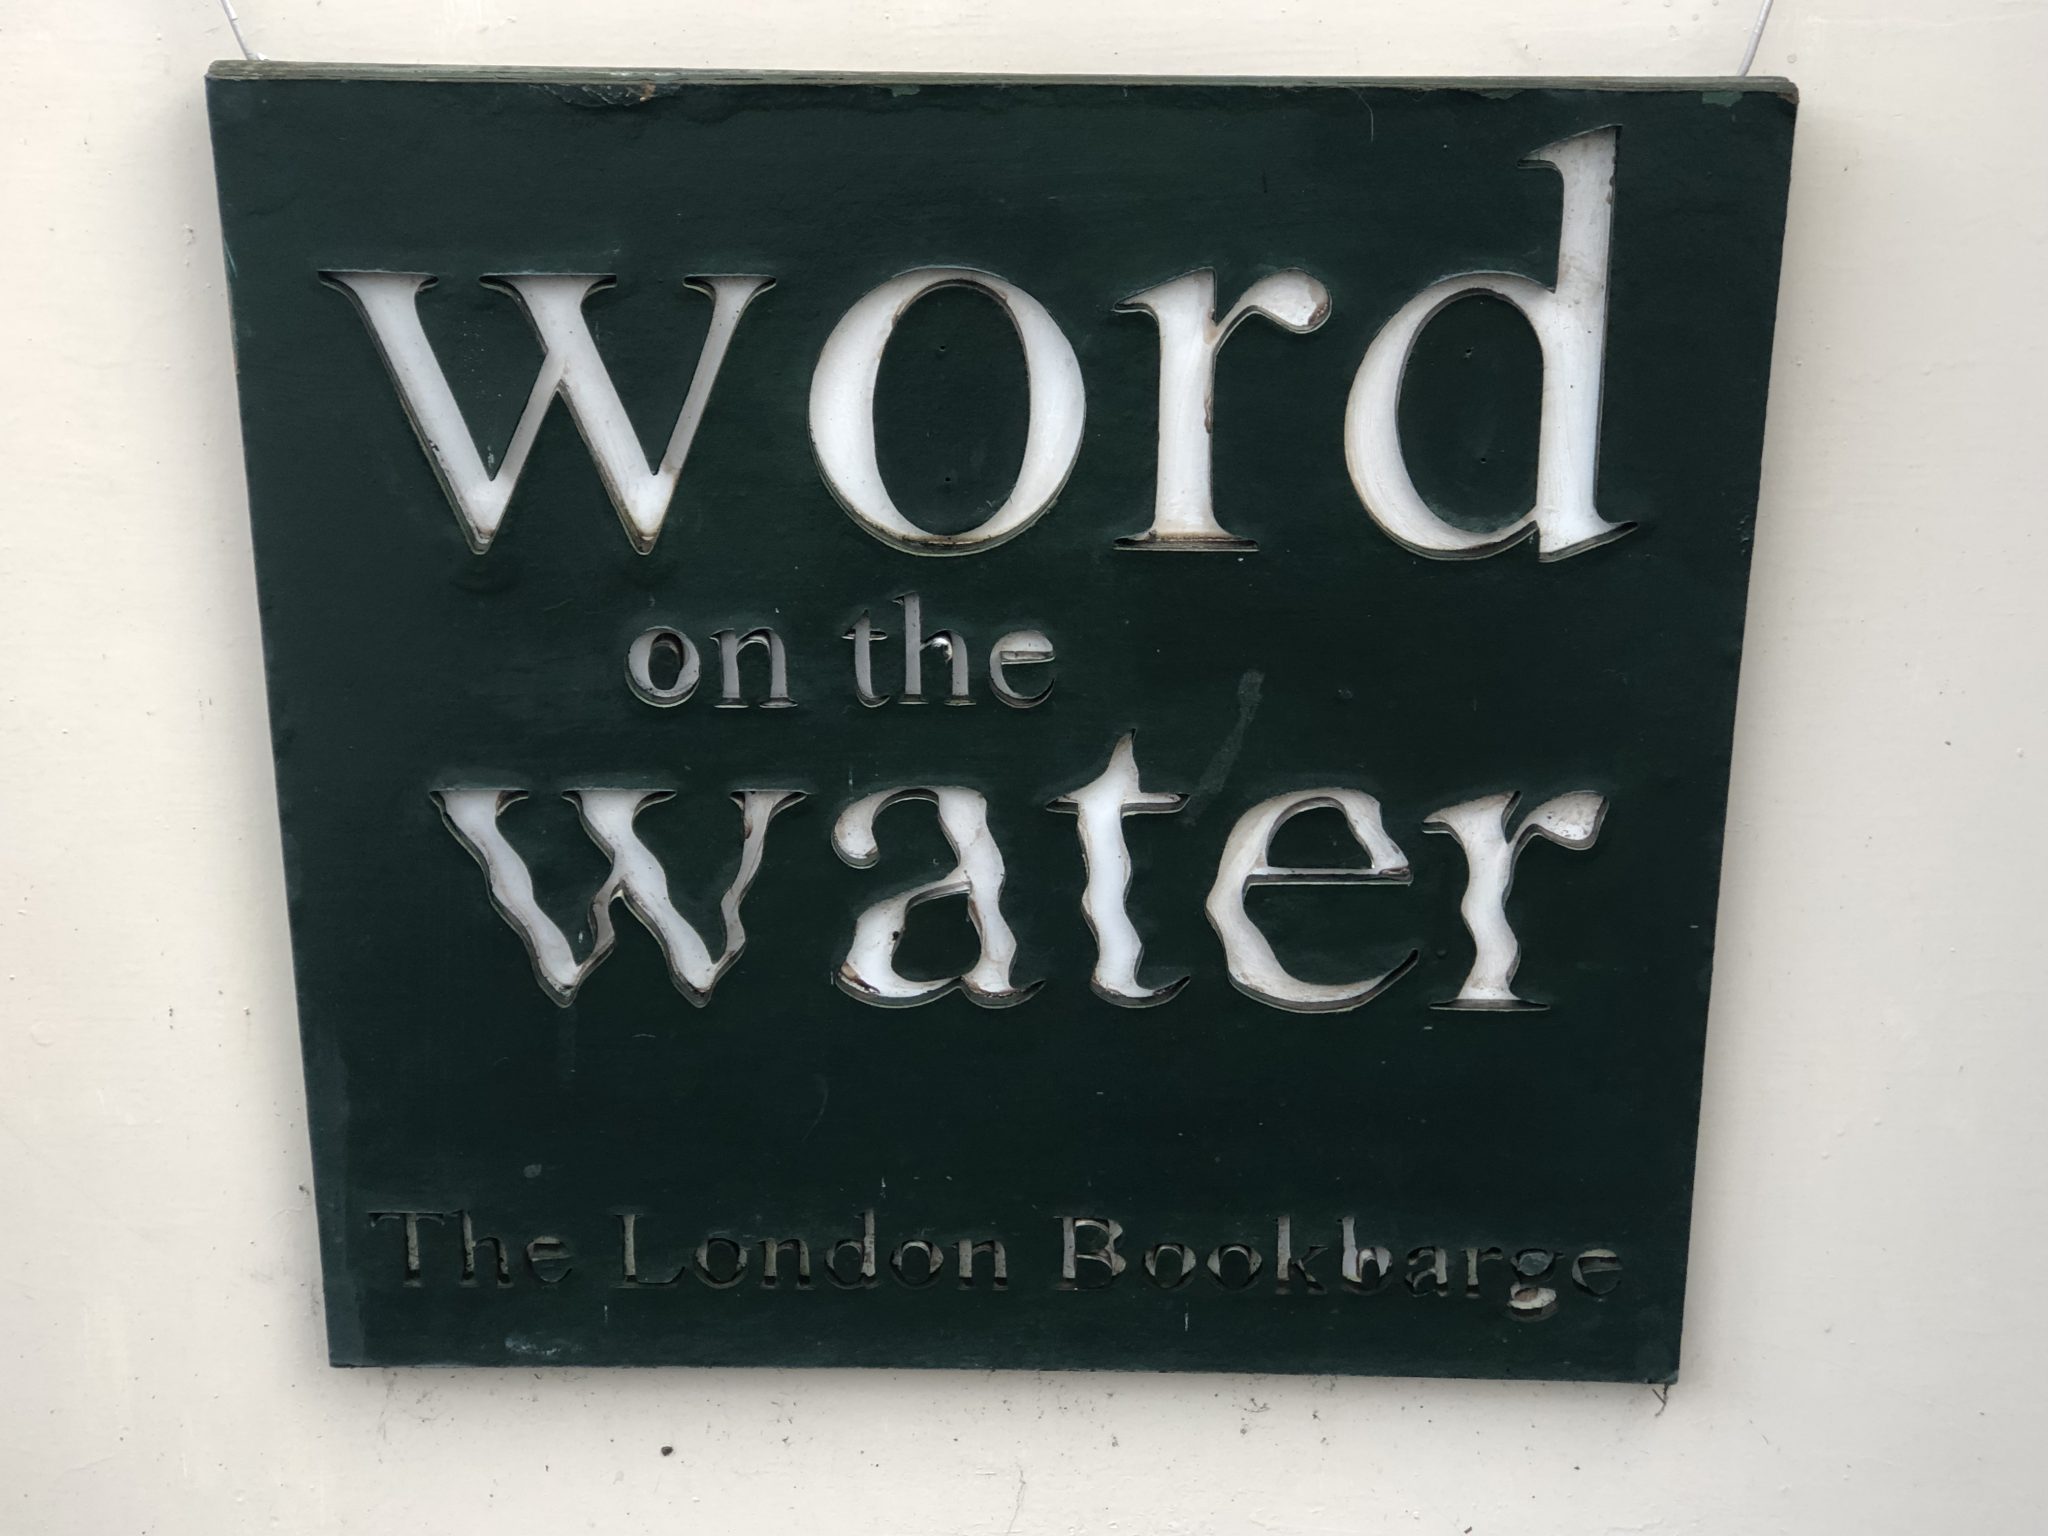 word
on the
water
The London Bookbarge